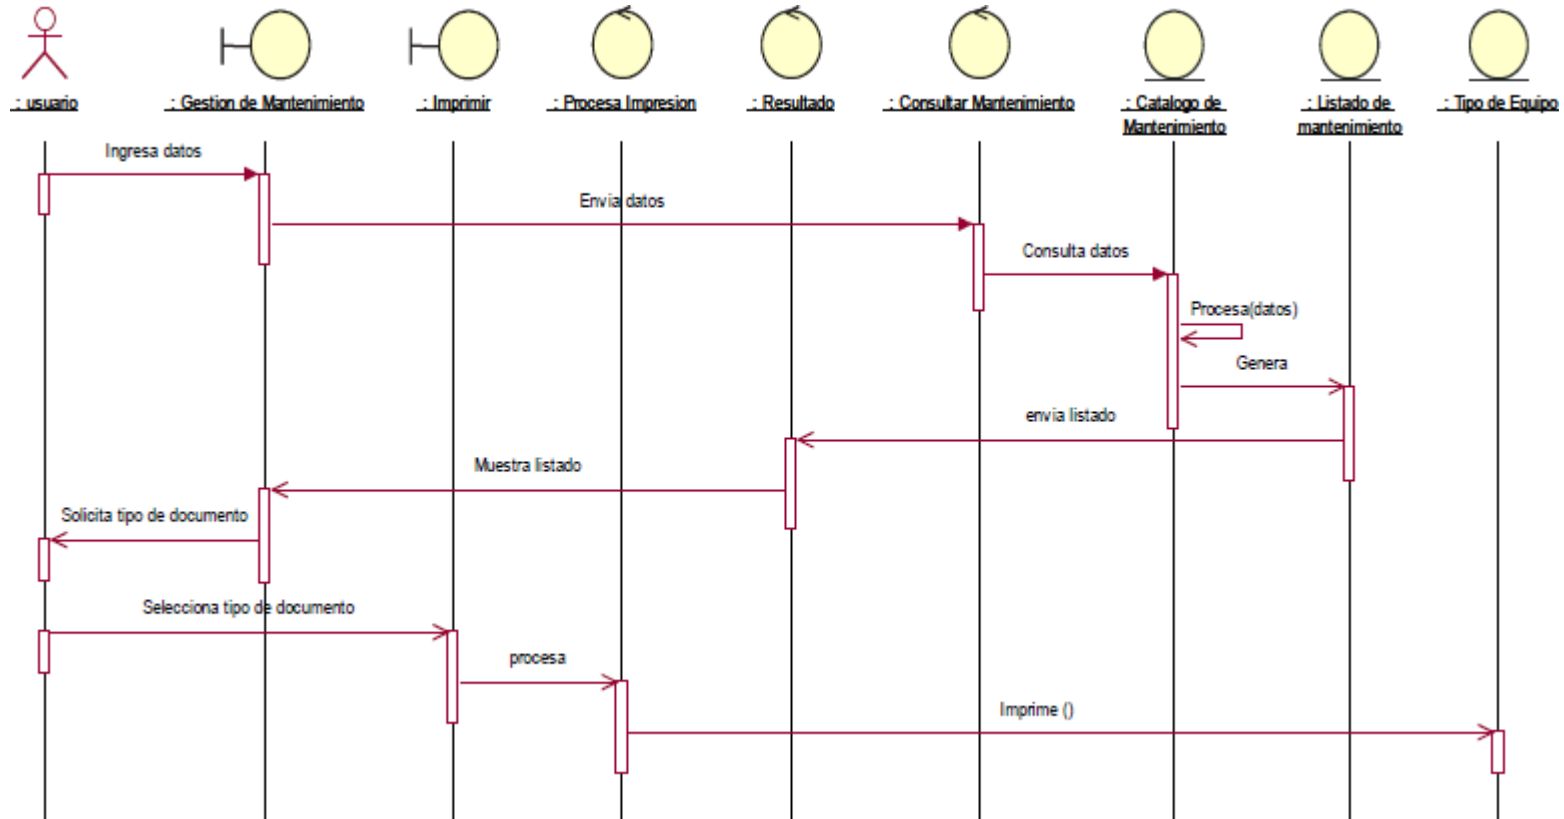 : usuario
: Gestion de Mantenimiento
: Imprimir
: Procesa Impresion
: Resultado
: Consultar Mantenimiento
: Catalogo de
Mantenimiento
: Listado de
mantenimiento
: Tipo de Equipo
Ingresa datos
Envia datos
Consulta datos
Procesa(datos)
Genera
envia listado
Muestra listado
Solicita tipo de documento
Selecciona tipo de documento
procesa
Imprime ()